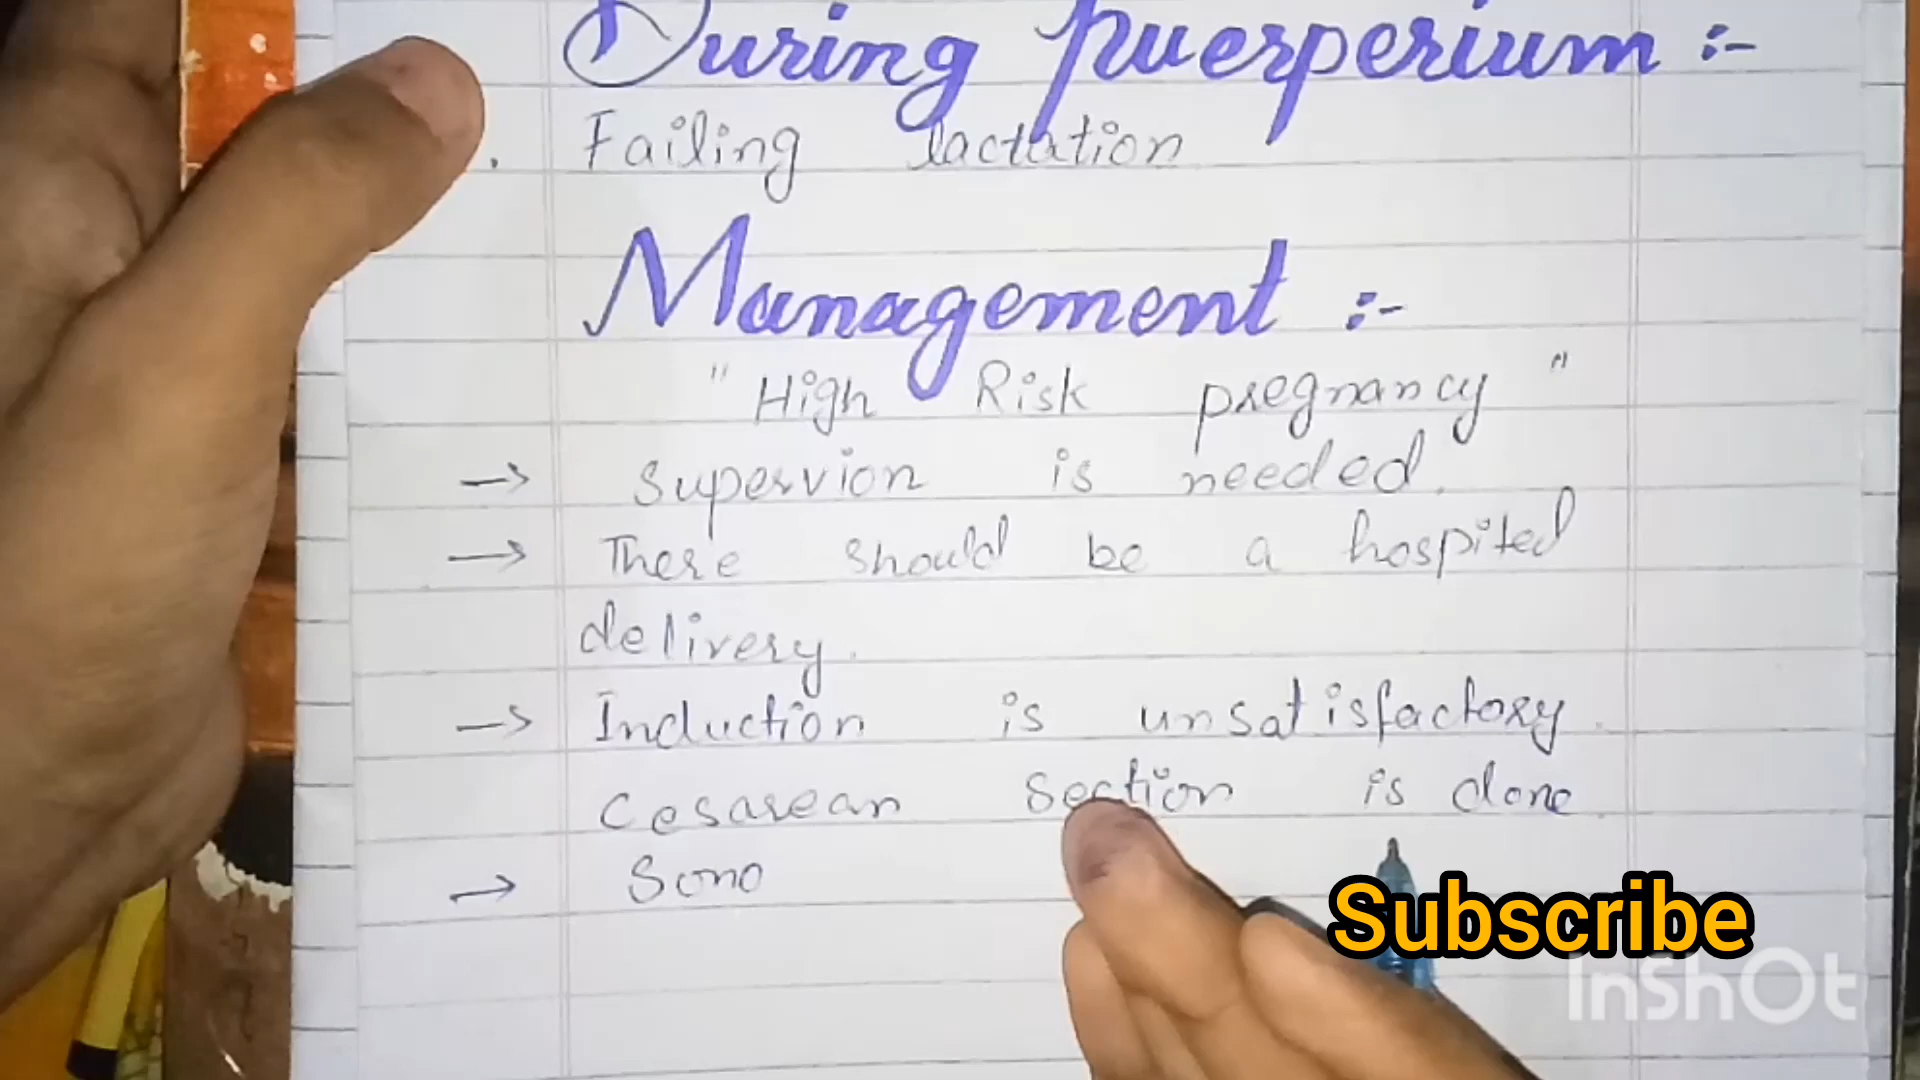 During puerperium :-
. Failing lactation
Management :-
" High Risk pregnancy "
→ supervion is needed.
→ There should be a hospited
delivery.
→ Induction is unsatisfactory.
Cesarean section is done
→ Sono
Subscribe
InShOt